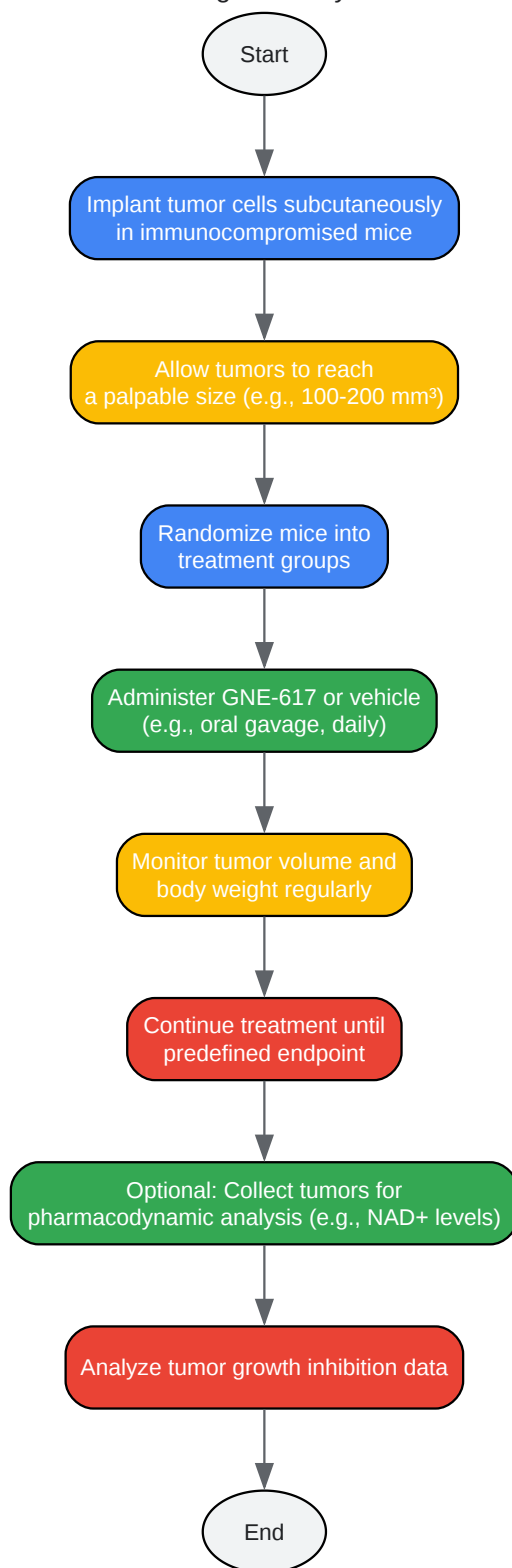 Start
Implant tumor cells subcutaneously
in immunocompromised mice
Allow tumors to reach
a palpable size (e.g., 100-200 mm³)
Randomize mice into
treatment groups
Administer GNE-617 or vehicle
(e.g., oral gavage, daily)
Monitor tumor volume and
body weight regularly
Continue treatment until
predefined endpoint
Optional: Collect tumors for
pharmacodynamic analysis (e.g., NAD+ levels)
Analyze tumor growth inhibition data
End